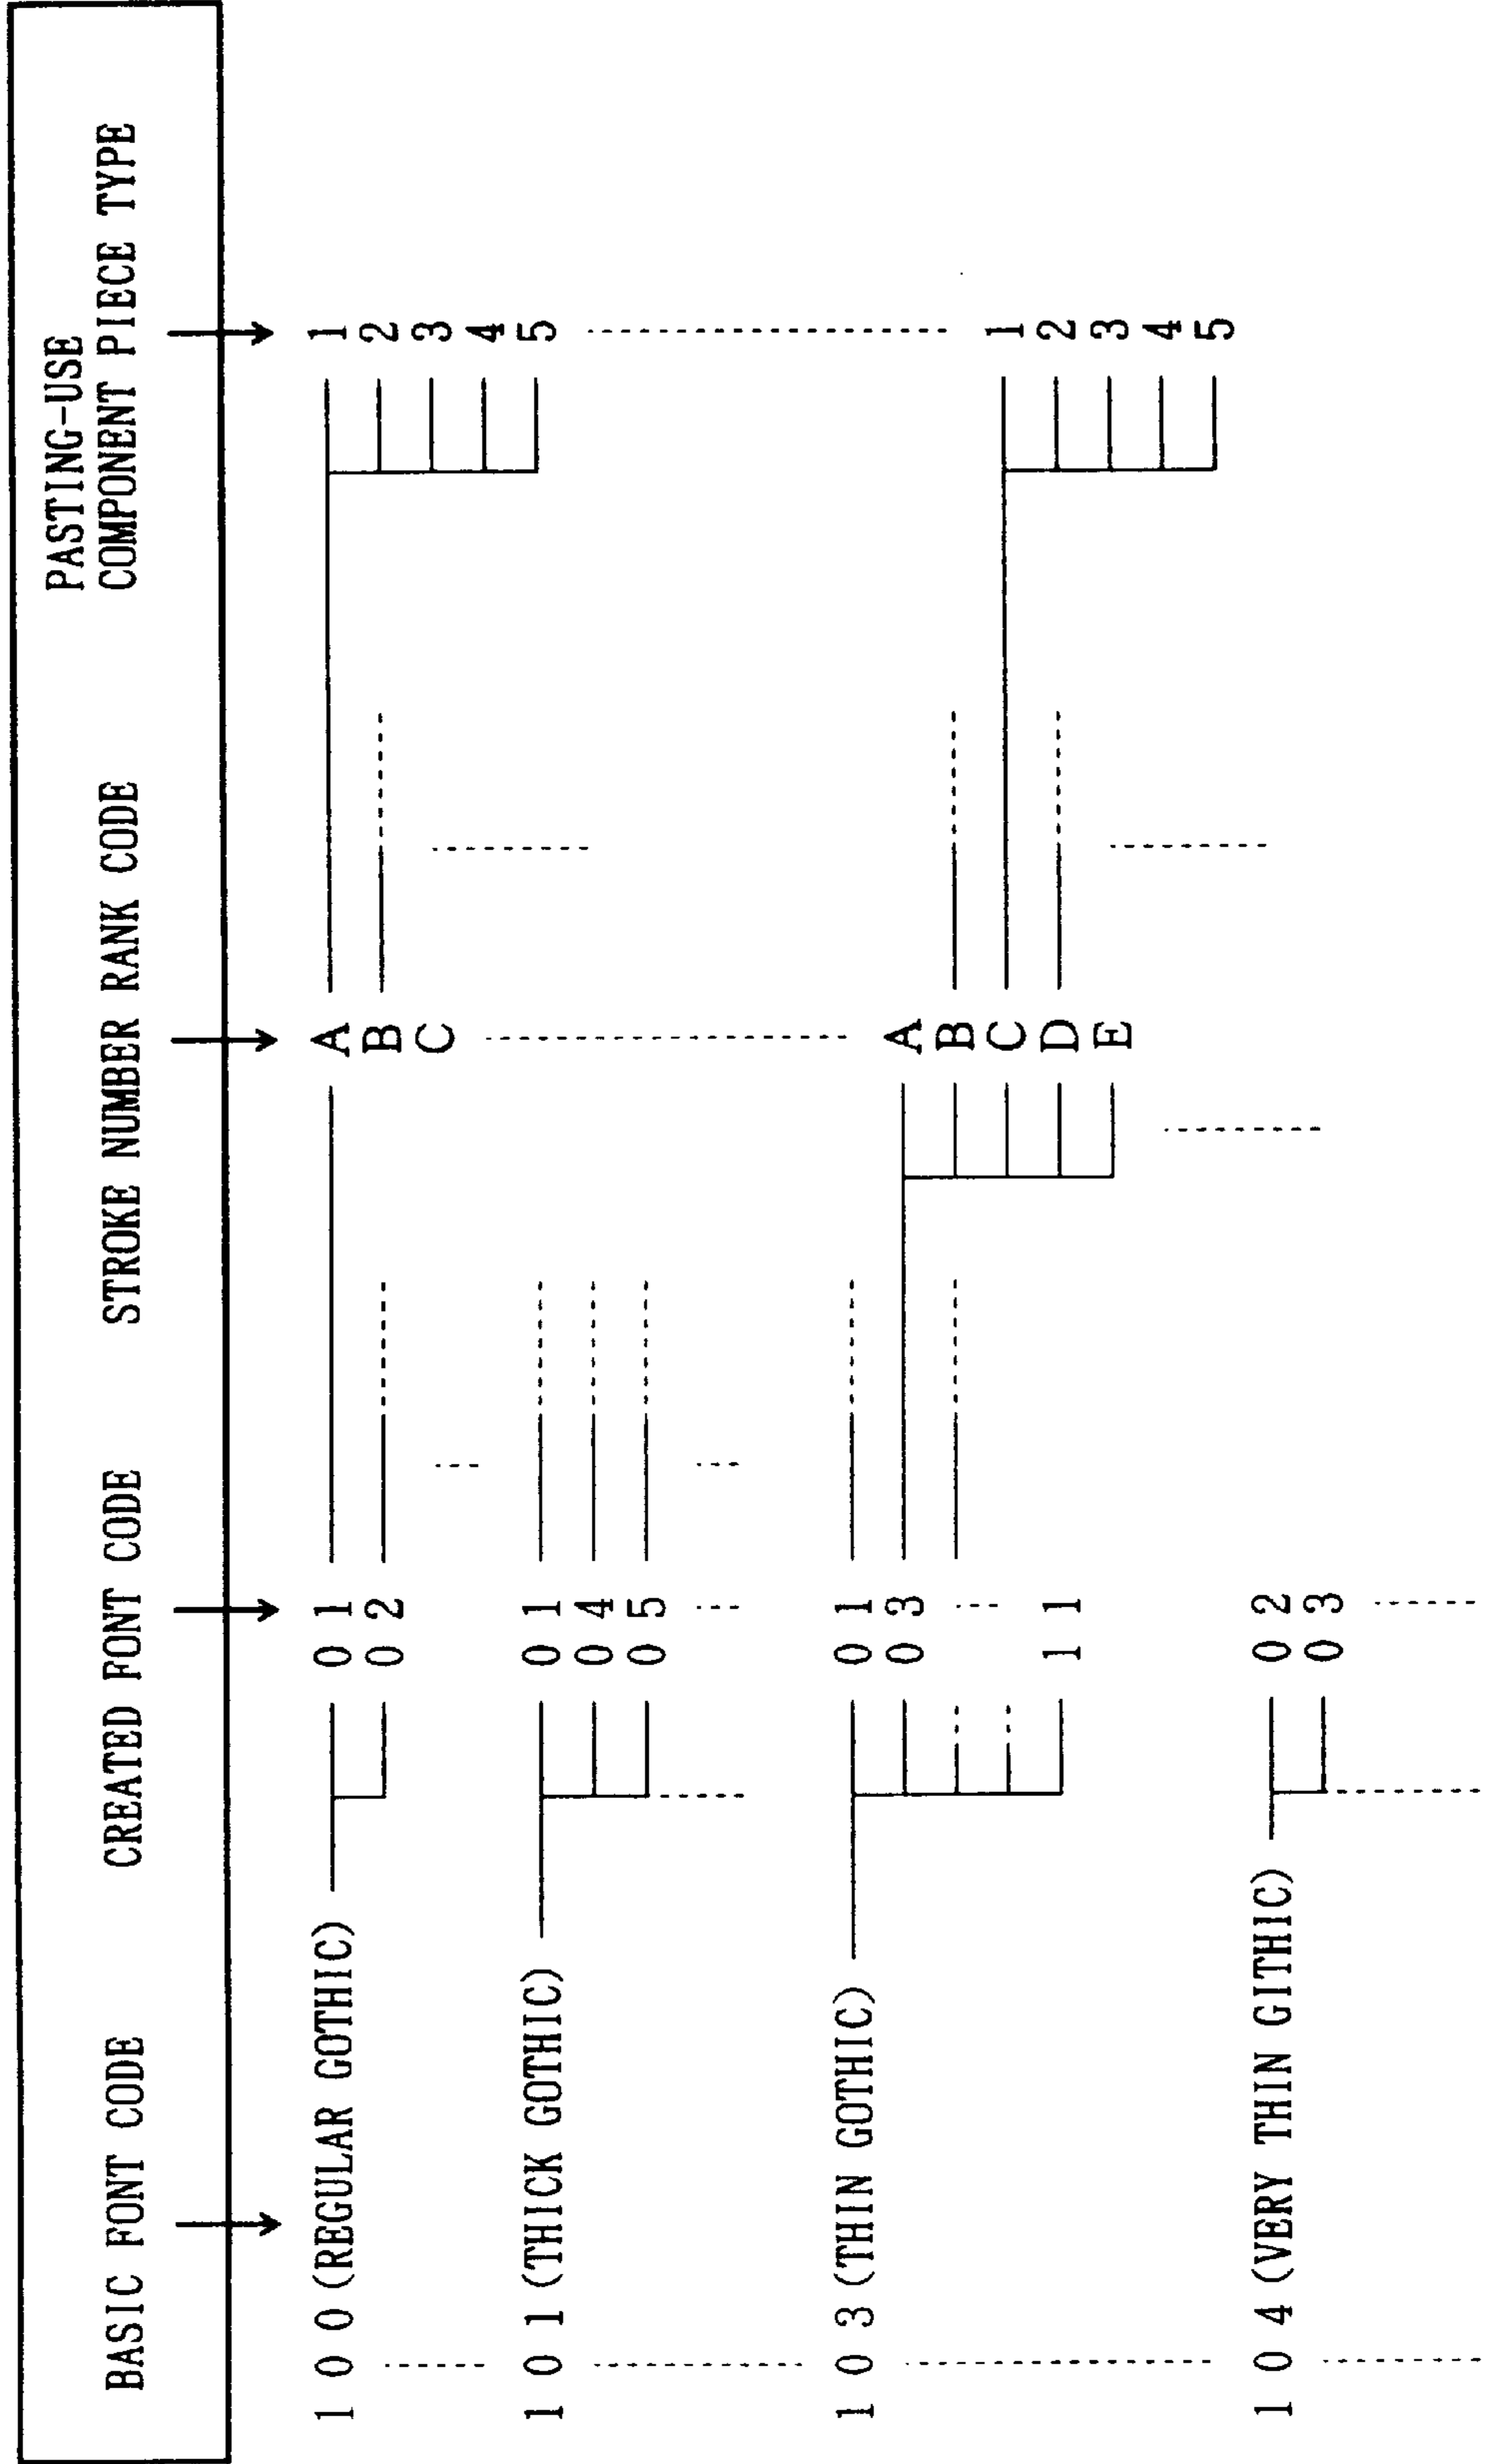 BASIC FONT CODE
CREATED FONT CODE
STROKE NUMBER RANK CODE
PASTING-USE
COMPONENT PIECE TYPE
100(REGULAR GOTHIC)
01
A
1
02
B
2
C
3
4
5
101(THICK GOTHIC)
01
04
05
103(THIN GOTHIC)
01
03
A
B
C
1
D
2
11
E
3
4
5
104(VERY THIN GITHIC)
02
03